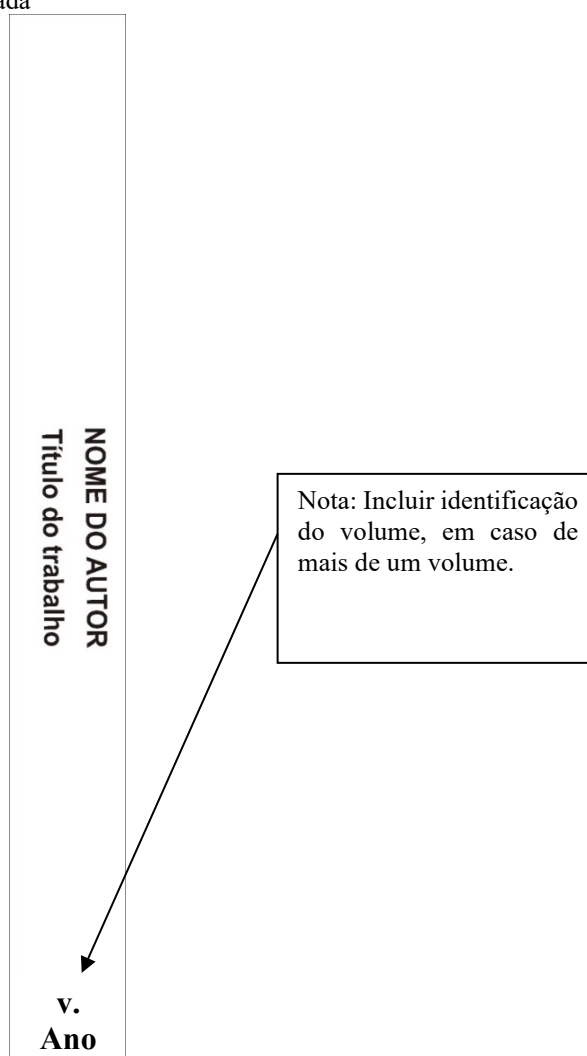 NOME DO AUTOR
Título do trabalho
Nota: Incluir identificação
do volume, em caso de
mais de um volume.
v.
Ano